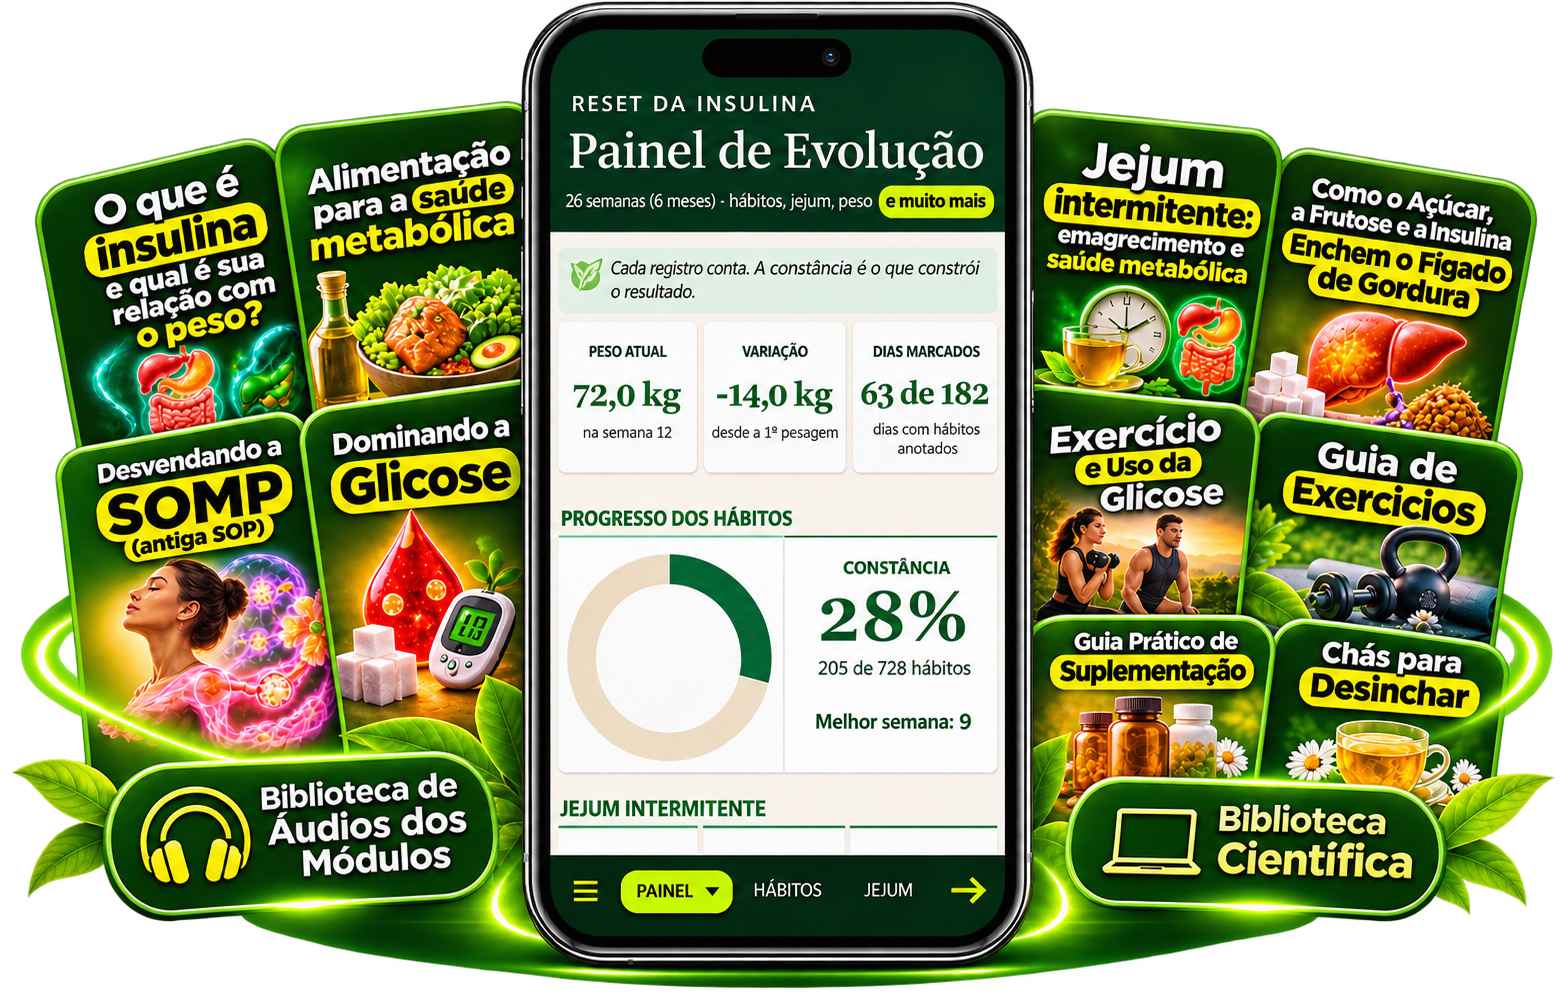 O que é
insulina
e qual é sua
relação com
o peso?
Alimentação
para a saúde
metabólica
Desvendando a
SOMP
(antiga SOP)
Dominando a
Glicose
Biblioteca de
Áudios dos
Módulos
RESET DA INSULINA
Painel de Evolução
26 semanas (6 meses) - hábitos, jejum, peso e muito mais
Cada registro conta. A constância é o que constrói
o resultado.
PESO ATUAL
72,0 kg
na semana 12
VARIAÇÃO
-14,0 kg
desde a 1ª pesagem
DIAS MARCADOS
63 de 182
dias com hábitos
anotados
PROGRESSO DOS HÁBITOS
CONSTÂNCIA
28%
205 de 728 hábitos
Melhor semana: 9
JEJUM INTERMITENTE
PAINEL
HÁBITOS
JEJUM
Jejum
intermitente:
emagrecimento e
saúde metabólica
Como o Açúcar,
a Frutose e a Insulina
Enchem o Figado
de Gordura
Exercício
e Uso da
Glicose
Guia de
Exercicios
Guia Prático de
Suplementação
Chás para
Desinchar
Biblioteca
Científica